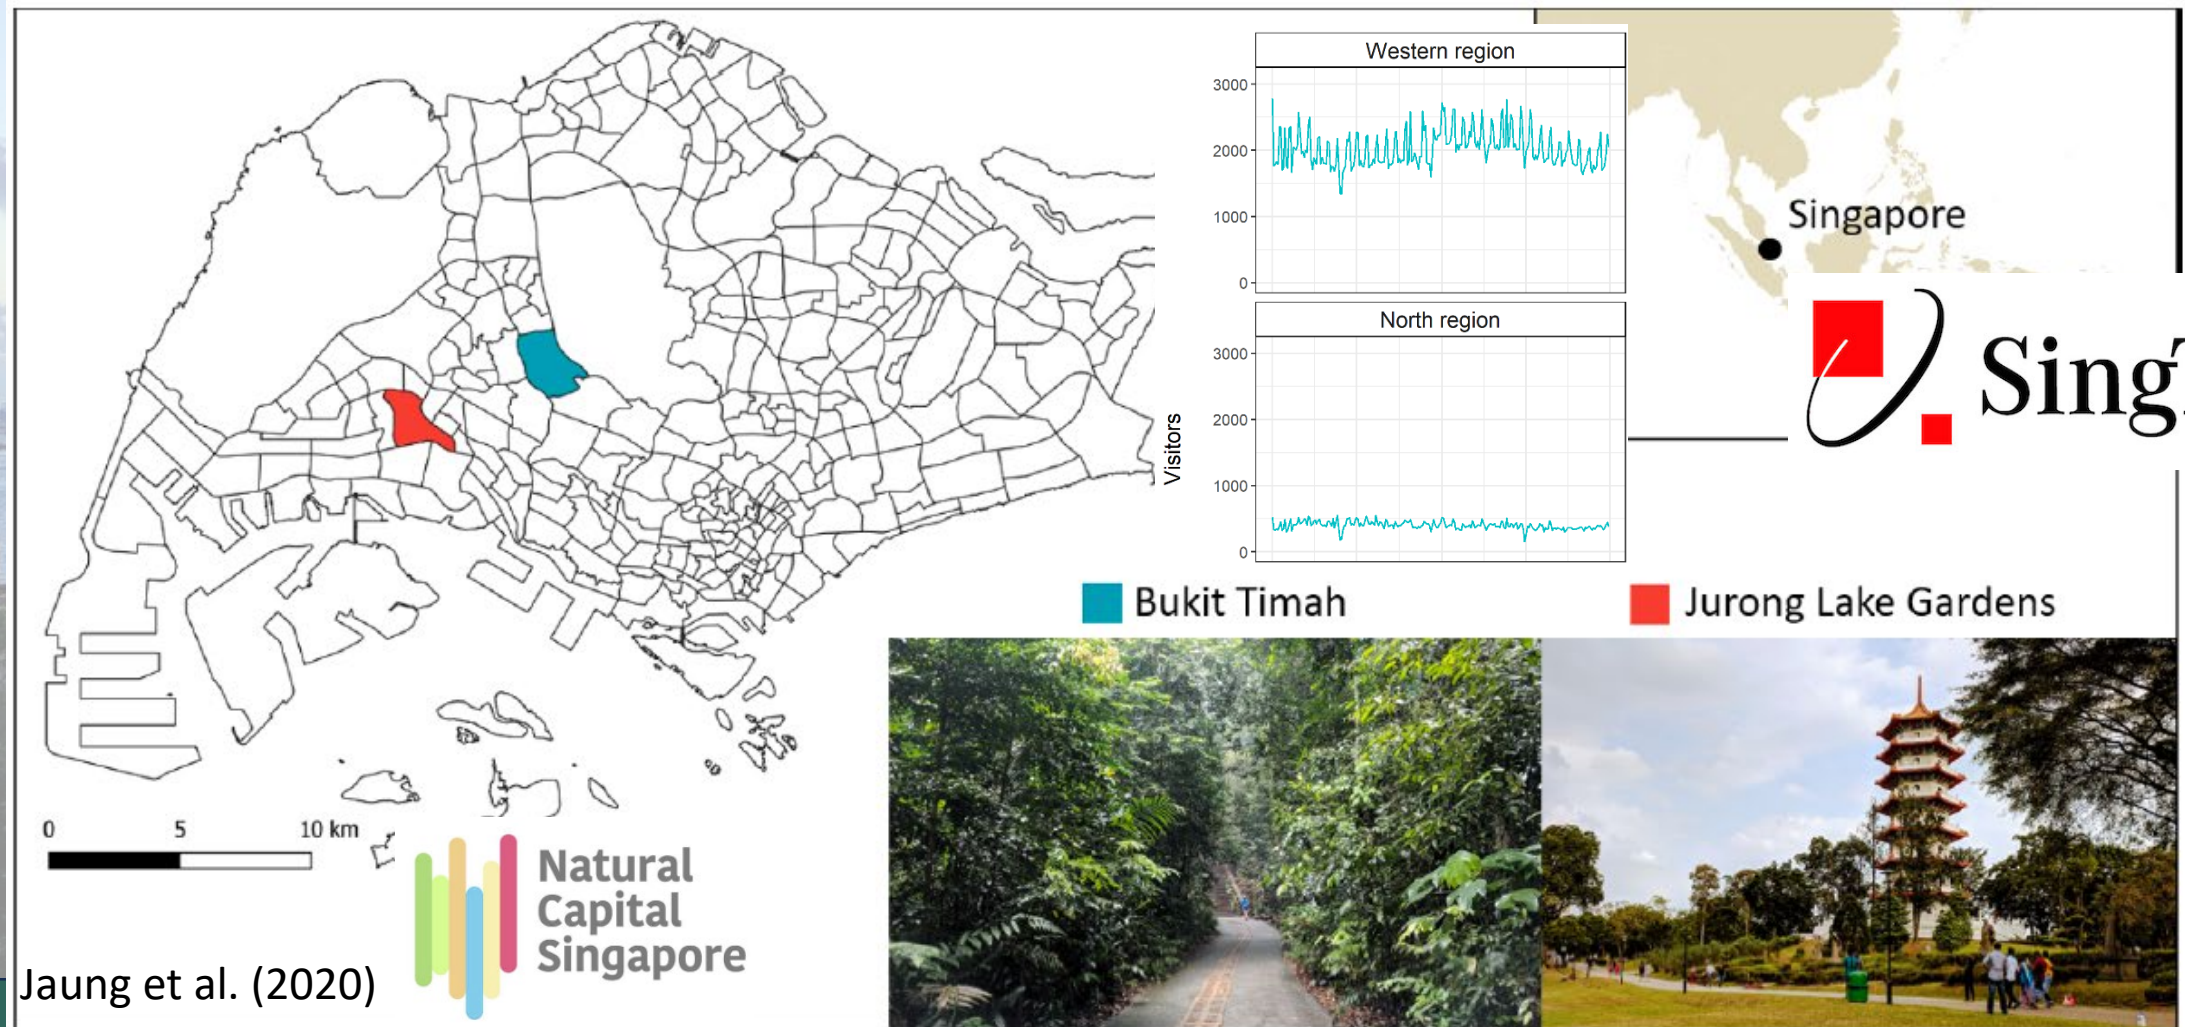 Western region
3000
2000
1000
0
North region
3000
2000
1000
0
Visitors
Singapore
Sing
Bukit Timah
Jurong Lake Gardens
0 5 10 km
Natural
Capital
Singapore
Jaung et al. (2020)